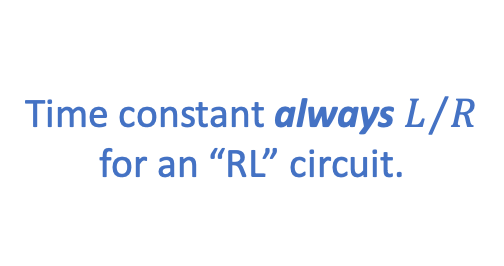 Time constant always L/R
for an “RL” circuit.